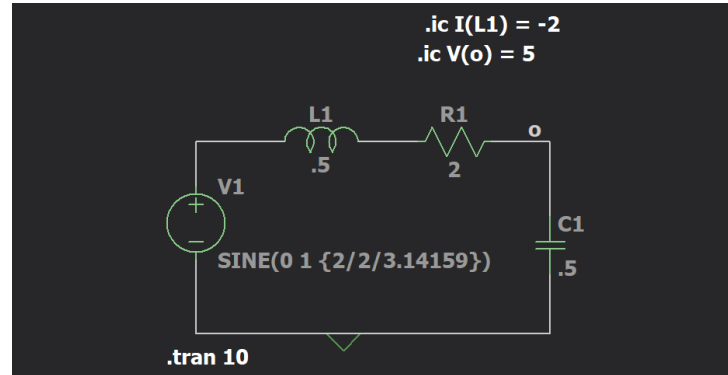 .ic I(L1) = -2
.ic V(o) = 5
L1
R1
o
.5
2
V1
C1
SINE(0 1 {2/2/3.14159})
.5
.tran 10